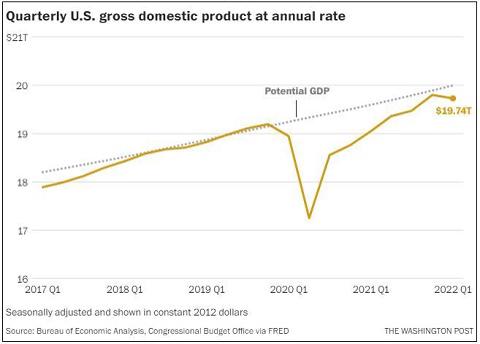 Quarterly U.S. gross domestic product at annual rate
$21T
20
Potential GDP
$19.74T
19
18
17
16
2017 Q1 2018 Q1 2019 Q1 2020 Q1 2021 Q1 2022 Q1
Seasonally adjusted and shown in constant 2012 dollars
Source: Bureau of Economic Analysis, Congressional Budget Office via FRED THE WASHINGTON POST